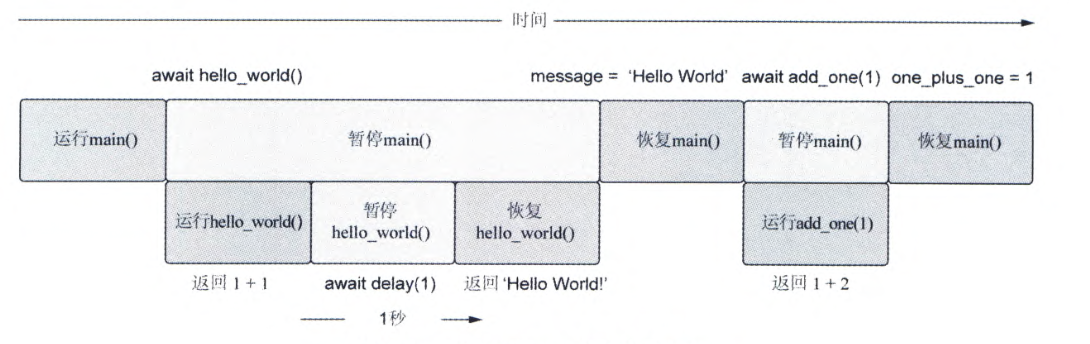 时间
await hello_world()
message = 'Hello World' await add_one(1) one_plus_one = 1
运行main()
暂停main()
恢复main()
暂停main()
恢复main()
运行hello_world()
暂停
hello_world()
恢复
hello_world()
运行add_one(1)
返回 1 + 1
await delay(1)
返回 'Hello World!'
返回 1 + 2
1秒